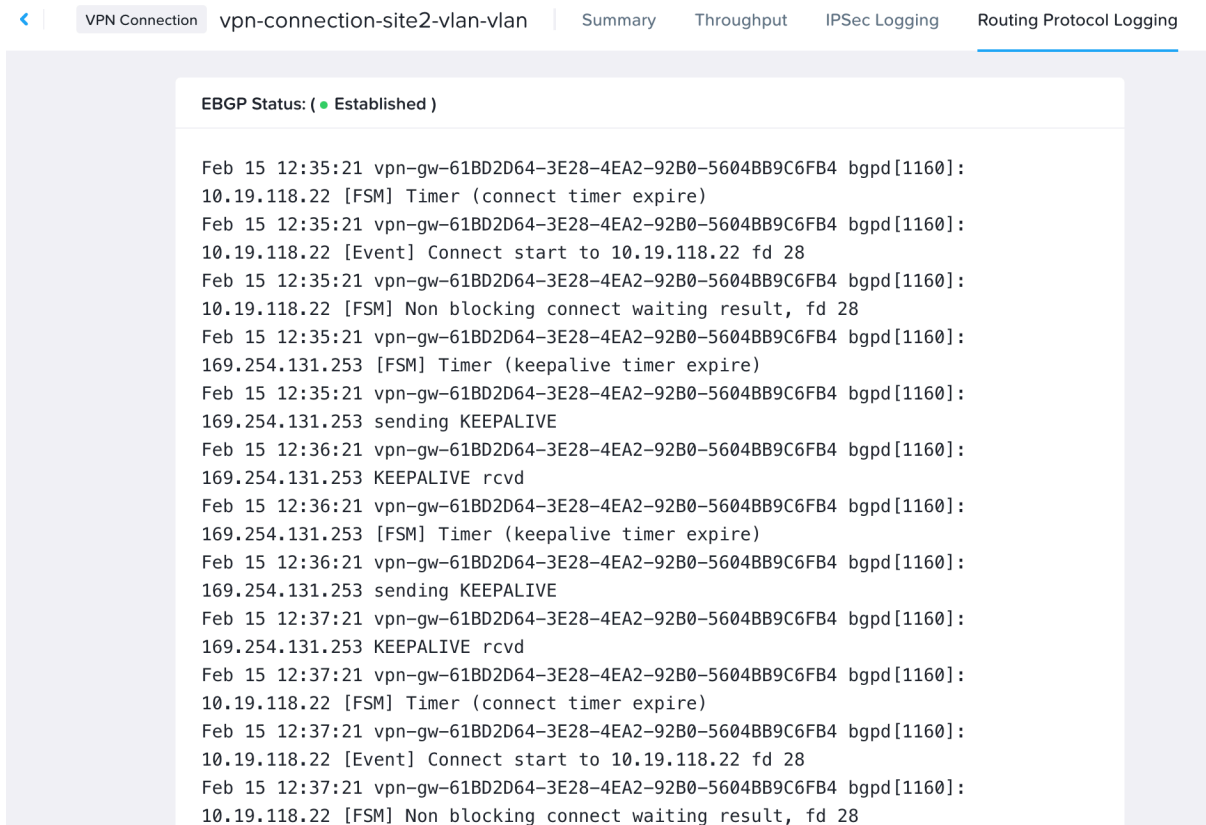 VPN Connection vpn-connection-site2-vlan-vlan Summary Throughput IPSec Logging Routing Protocol Logging
EBGP Status: ( ● Established )
Feb 15 12:35:21 vpn-gw-61BD2D64-3E28-4EA2-92B0-5604BB9C6FB4 bgpd[1160]:
10.19.118.22 [FSM] Timer (connect timer expire)
Feb 15 12:35:21 vpn-gw-61BD2D64-3E28-4EA2-92B0-5604BB9C6FB4 bgpd[1160]:
10.19.118.22 [Event] Connect start to 10.19.118.22 fd 28
Feb 15 12:35:21 vpn-gw-61BD2D64-3E28-4EA2-92B0-5604BB9C6FB4 bgpd[1160]:
10.19.118.22 [FSM] Non blocking connect waiting result, fd 28
Feb 15 12:35:21 vpn-gw-61BD2D64-3E28-4EA2-92B0-5604BB9C6FB4 bgpd[1160]:
169.254.131.253 [FSM] Timer (keepalive timer expire)
Feb 15 12:35:21 vpn-gw-61BD2D64-3E28-4EA2-92B0-5604BB9C6FB4 bgpd[1160]:
169.254.131.253 sending KEEPALIVE
Feb 15 12:36:21 vpn-gw-61BD2D64-3E28-4EA2-92B0-5604BB9C6FB4 bgpd[1160]:
169.254.131.253 KEEPALIVE rcvd
Feb 15 12:36:21 vpn-gw-61BD2D64-3E28-4EA2-92B0-5604BB9C6FB4 bgpd[1160]:
169.254.131.253 [FSM] Timer (keepalive timer expire)
Feb 15 12:36:21 vpn-gw-61BD2D64-3E28-4EA2-92B0-5604BB9C6FB4 bgpd[1160]:
169.254.131.253 sending KEEPALIVE
Feb 15 12:37:21 vpn-gw-61BD2D64-3E28-4EA2-92B0-5604BB9C6FB4 bgpd[1160]:
169.254.131.253 KEEPALIVE rcvd
Feb 15 12:37:21 vpn-gw-61BD2D64-3E28-4EA2-92B0-5604BB9C6FB4 bgpd[1160]:
10.19.118.22 [FSM] Timer (connect timer expire)
Feb 15 12:37:21 vpn-gw-61BD2D64-3E28-4EA2-92B0-5604BB9C6FB4 bgpd[1160]:
10.19.118.22 [Event] Connect start to 10.19.118.22 fd 28
Feb 15 12:37:21 vpn-gw-61BD2D64-3E28-4EA2-92B0-5604BB9C6FB4 bgpd[1160]:
10.19.118.22 [FSM] Non blocking connect waiting result, fd 28